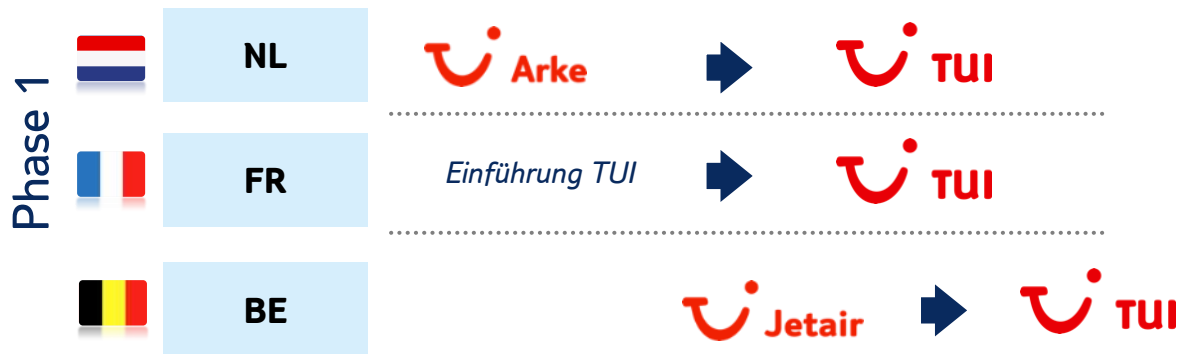 Phase 1
NL
Arke
TUI
FR
Einführung TUI
TUI
BE
Jetair
TUI